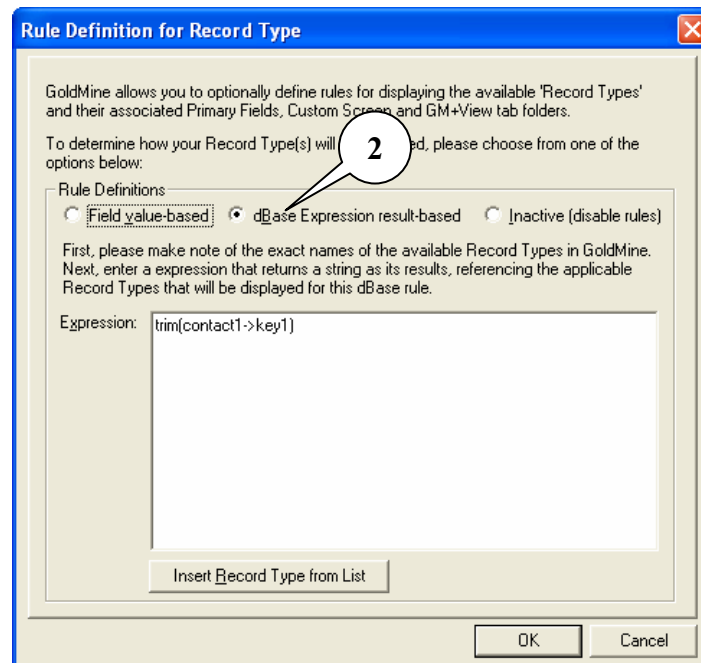 Rule Definition for Record Type
GoldMine allows you to optionally define rules for displaying the available 'Record Types'
and their associated Primary Fields, Custom Screen and GM+View tab folders.
To determine how your Record Type(s) will ed, please choose from one of the
options below:
2
Rule Definitions
Field value-based dBase Expression result-based Inactive (disable rules)
First, please make note of the exact names of the available Record Types in GoldMine.
Next, enter a expression that returns a string as its results, referencing the applicable
Record Types that will be displayed for this dBase rule.
Expression: trim(contact1->key1)
Insert Record Type from List
OK Cancel